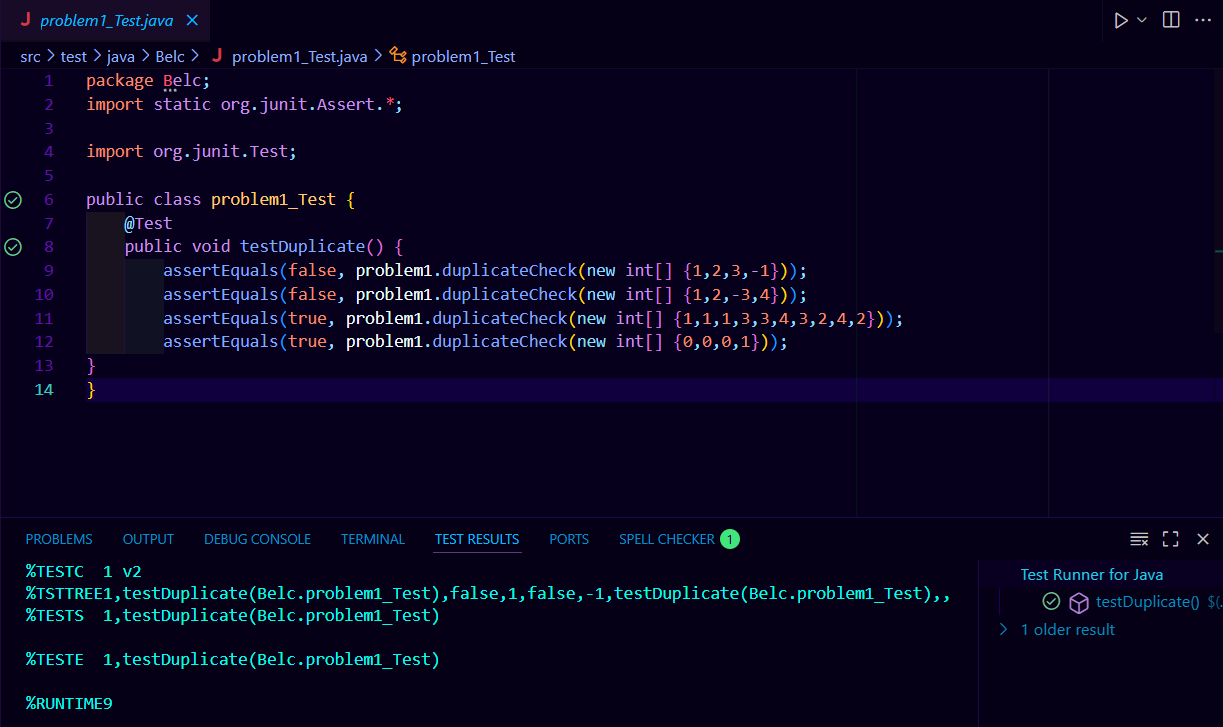 J problem1_Test.java
src > test > java > Belc > J problem1_Test.java > problem1_Test
1 package Belc;
2 import static org.junit.Assert.*;
3
4 import org.junit.Test;
5
6 public class problem1_Test {
7 @Test
8 public void testDuplicate() {
9 assertEquals(false, problem1.duplicateCheck(new int[] {1,2,3,-1}));
10 assertEquals(false, problem1.duplicateCheck(new int[] {1,2,-3,4}));
11 assertEquals(true, problem1.duplicateCheck(new int[] {1,1,1,3,3,4,3,2,4,2}));
12 assertEquals(true, problem1.duplicateCheck(new int[] {0,0,0,1}));
13 }
14 }
PROBLEMS OUTPUT DEBUG CONSOLE TERMINAL TEST RESULTS PORTS SPELL CHECKER 1
%TESTC  1 v2
%TSTTREE1,testDuplicate(Belc.problem1_Test),false,1,false,-1,testDuplicate(Belc.problem1_Test),,
%TESTS  1,testDuplicate(Belc.problem1_Test)
%TESTE  1,testDuplicate(Belc.problem1_Test)
%RUNTIME9
Test Runner for Java
testDuplicate() $(.
1 older result